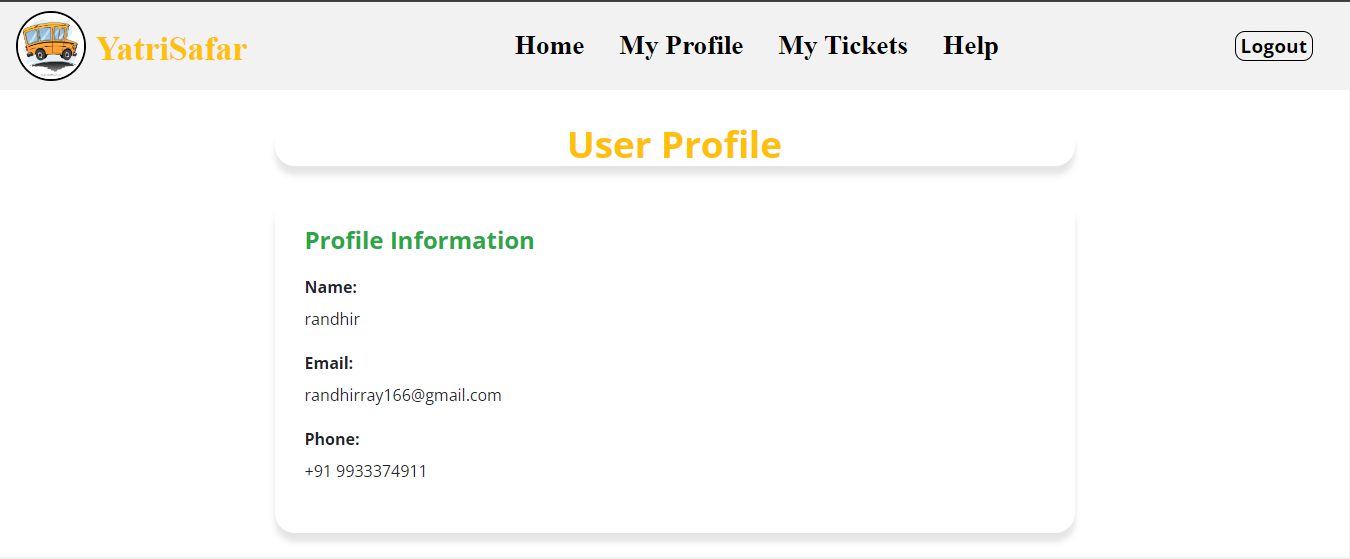 YatriSafar
Home My Profile My Tickets Help
Logout
User Profile
Profile Information
Name:
randhir
Email:
randhirray166@gmail.com
Phone:
+91 9933374911